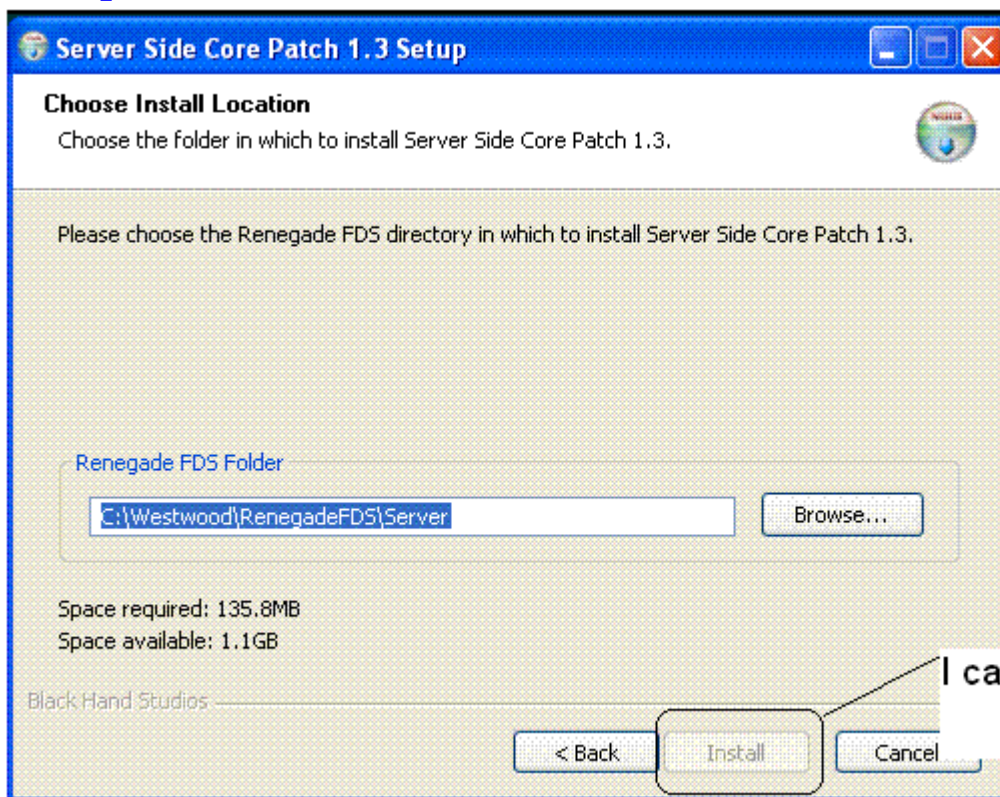 Server Side Core Patch 1.3 Setup
Choose Install Location
Choose the folder in which to install Server Side Core Patch 1.3.
Please choose the Renegade FDS directory in which to install Server Side Core Patch 1.3.
Renegade FDS Folder
C:\Westwood\RenegadeFDS\Server
Browse...
Space required: 135.8MB
Space available: 1.1GB
I ca
Black Hand Studios
< Back
Install
Cancel